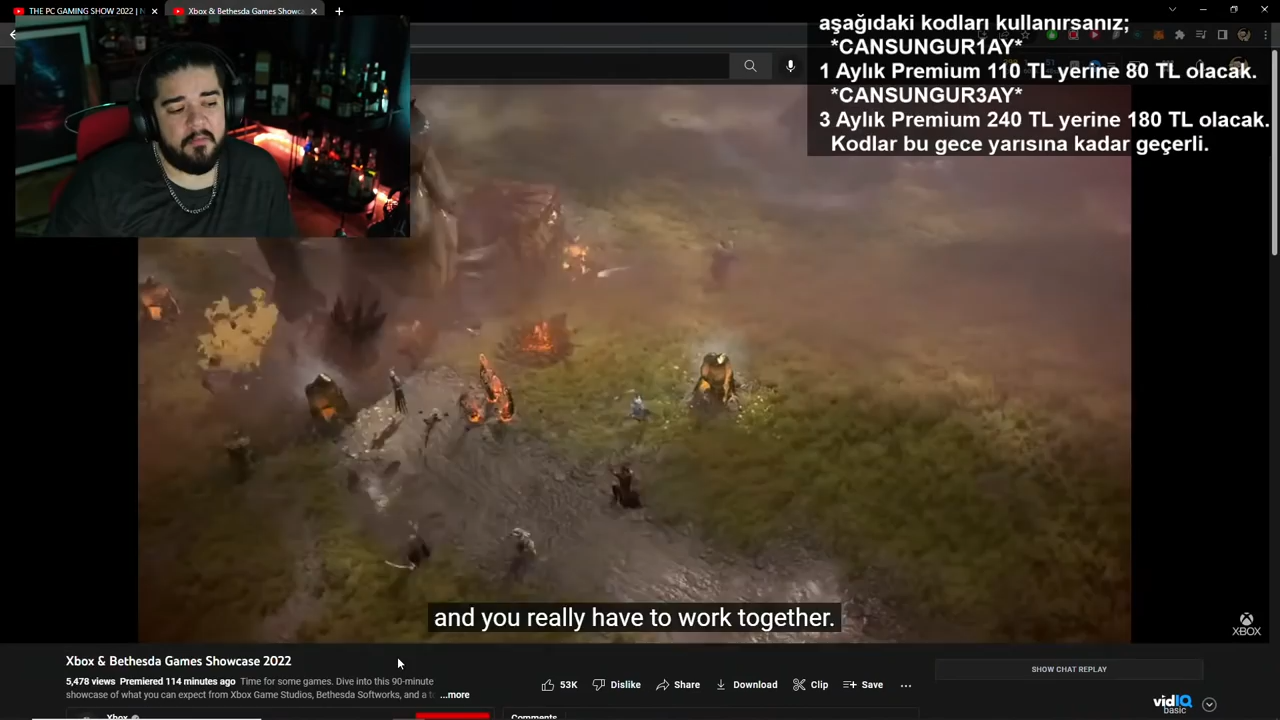 THE PC GAMING SHOW 2022 | N
Xbox & Bethesda Games Showca
aşağıdaki kodları kullanırsanız;
*CANSUNGUR1AY*
1 Aylık Premium 110 TL yerine 80 TL olacak.
*CANSUNGUR3AY*
3 Aylık Premium 240 TL yerine 180 TL olacak.
Kodlar bu gece yarısına kadar geçerli.
and you really have to work together.
XBOX
Xbox & Bethesda Games Showcase 2022
5,478 views Premiered 114 minutes ago Time for some games. Dive into this 90-minute
showcase of what you can expect from Xbox Game Studios, Bethesda Softworks, and a t ...more
53K Dislike Share Download Clip Save
SHOW CHAT REPLAY
vidIQ
basic
Xbox
Comments